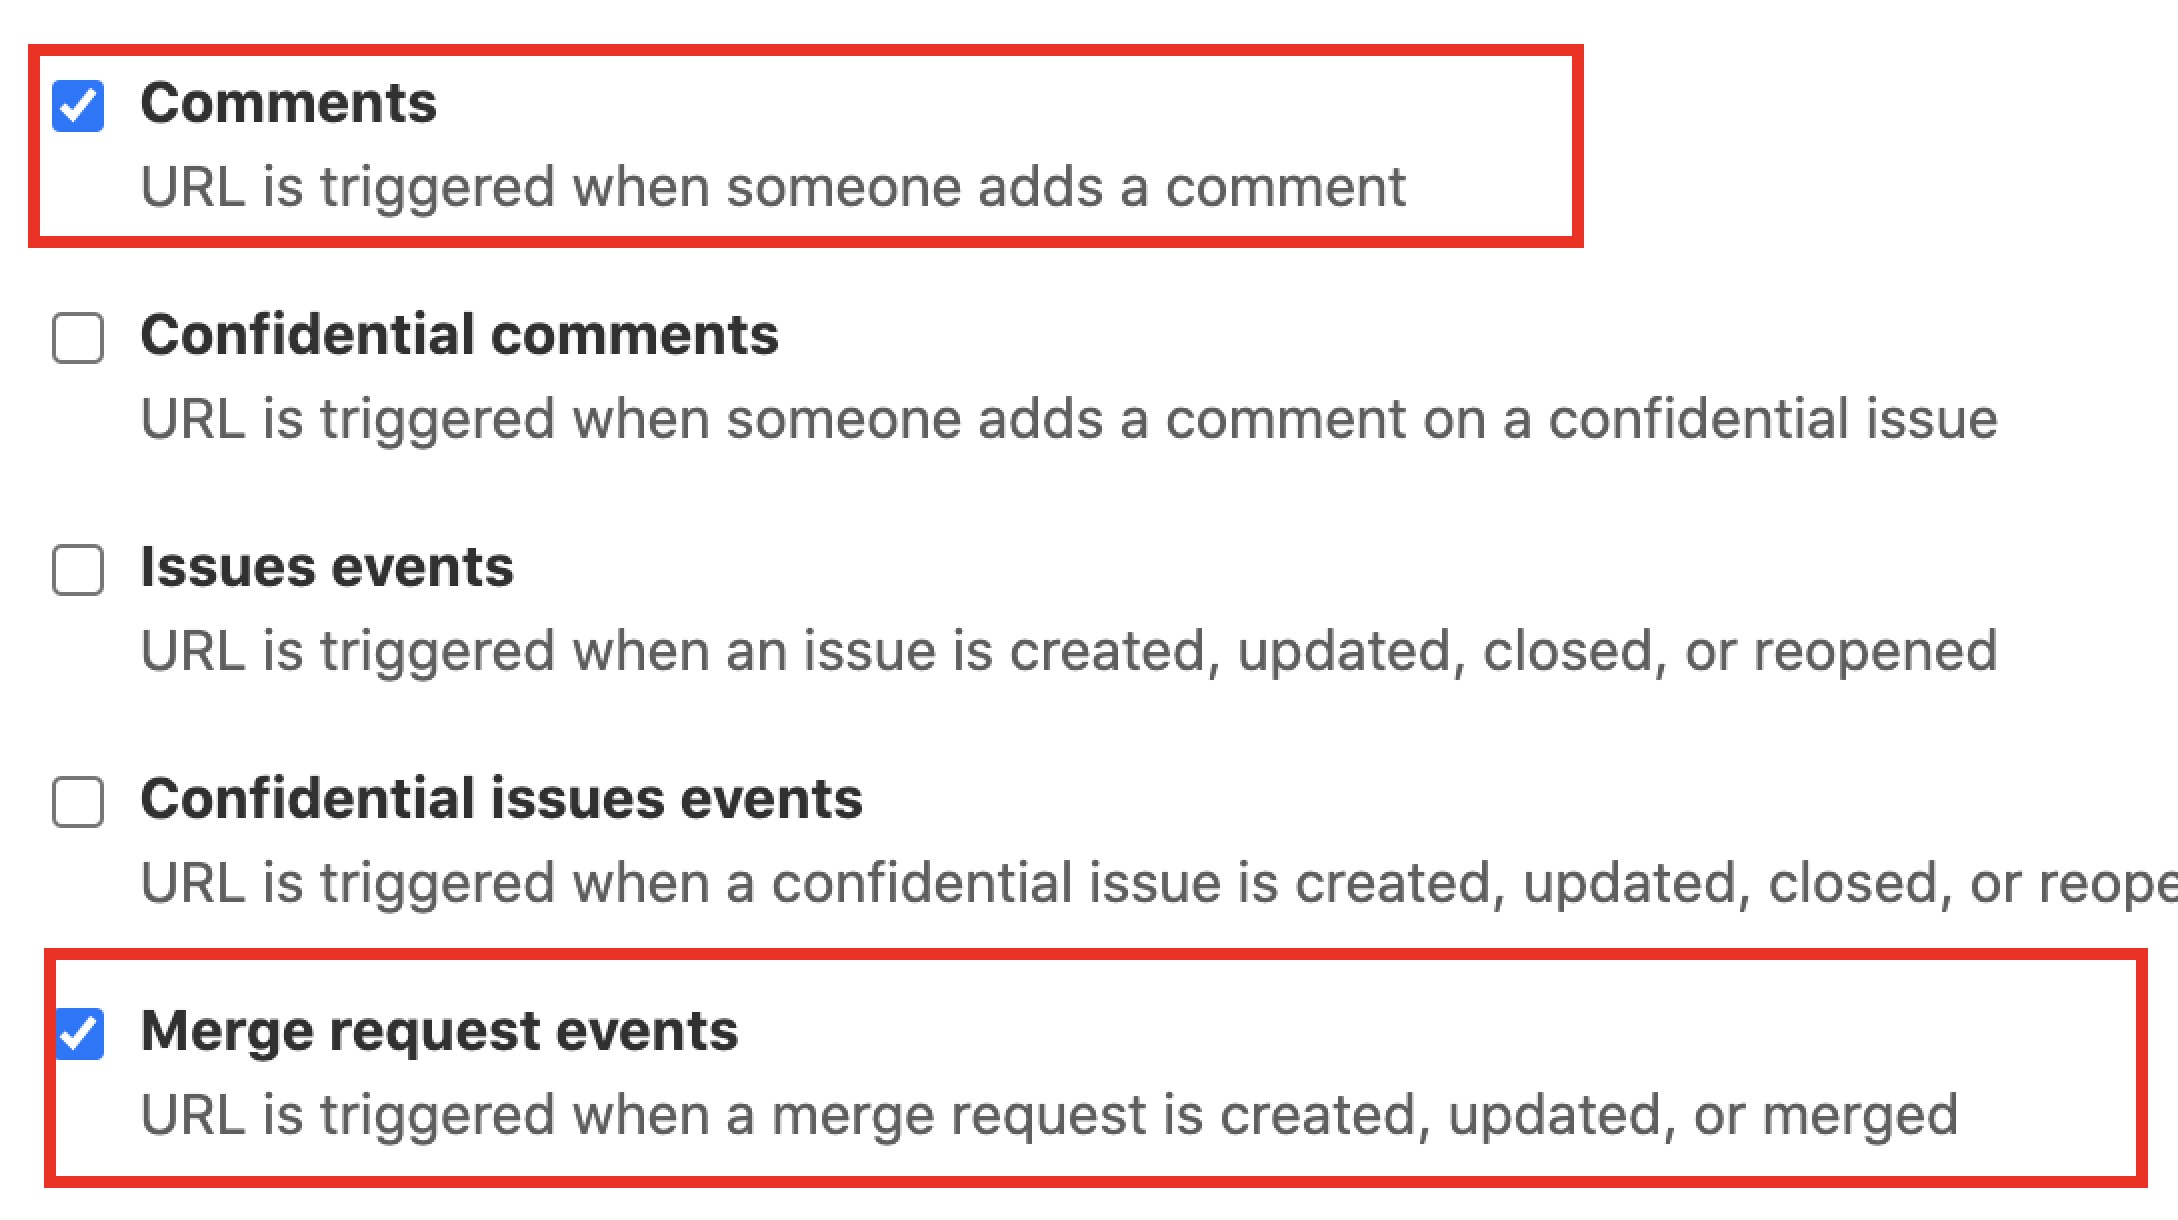 Comments
URL is triggered when someone adds a comment
Confidential comments
URL is triggered when someone adds a comment on a confidential issue
Issues events
URL is triggered when an issue is created, updated, closed, or reopened
Confidential issues events
URL is triggered when a confidential issue is created, updated, closed, or reope
Merge request events
URL is triggered when a merge request is created, updated, or merged